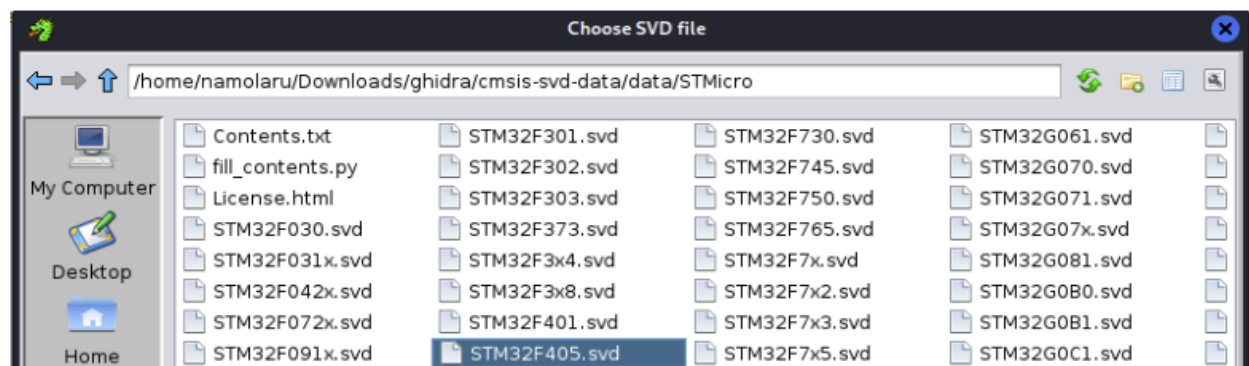 Choose SVD file
/home/namolaru/Downloads/ghidra/cmsis-svd-data/data/STMicro
My Computer
Desktop
Home
Contents.txt
fill_contents.py
License.html
STM32F030.svd
STM32F031x.svd
STM32F042x.svd
STM32F072x.svd
STM32F091x.svd
STM32F301.svd
STM32F302.svd
STM32F303.svd
STM32F373.svd
STM32F3x4.svd
STM32F3x8.svd
STM32F401.svd
STM32F405.svd
STM32F730.svd
STM32F745.svd
STM32F750.svd
STM32F765.svd
STM32F7x.svd
STM32F7x2.svd
STM32F7x3.svd
STM32F7x5.svd
STM32G061.svd
STM32G070.svd
STM32G071.svd
STM32G07x.svd
STM32G081.svd
STM32G0B0.svd
STM32G0B1.svd
STM32G0C1.svd